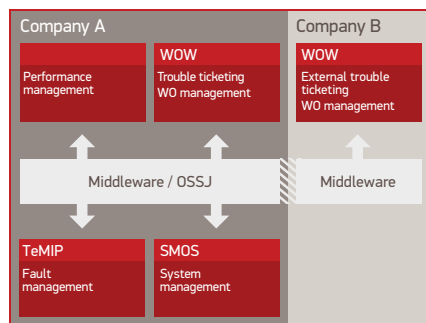 Company A
Company B
Performance
management
WOW
Trouble ticketing
WO management
WOW
External trouble
ticketing
WO management
Middleware / OSSJ
Middleware
TeMIP
Fault
management
SMOS
System
management